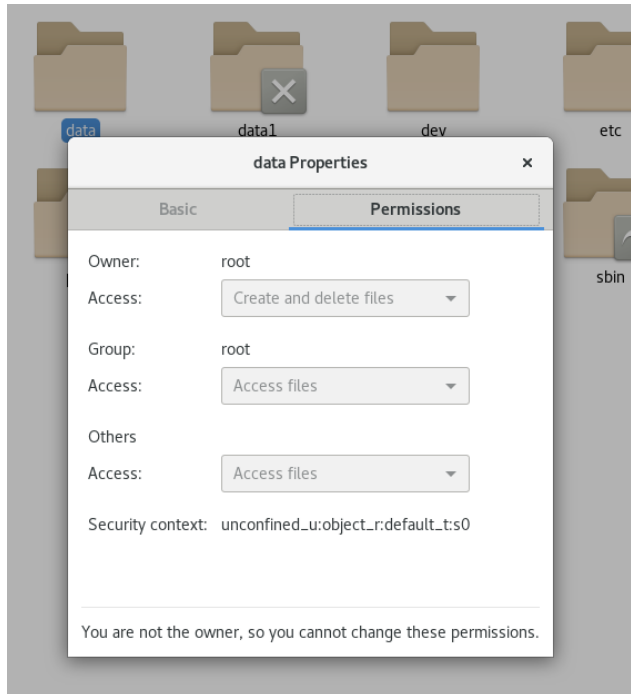 data
data1
dev
etc
data Properties
Basic
Permissions
sbin
Owner: root
Access: Create and delete files
Group: root
Access: Access files
Others
Access: Access files
Security context: unconfined_u:object_r:default_t:s0
You are not the owner, so you cannot change these permissions.